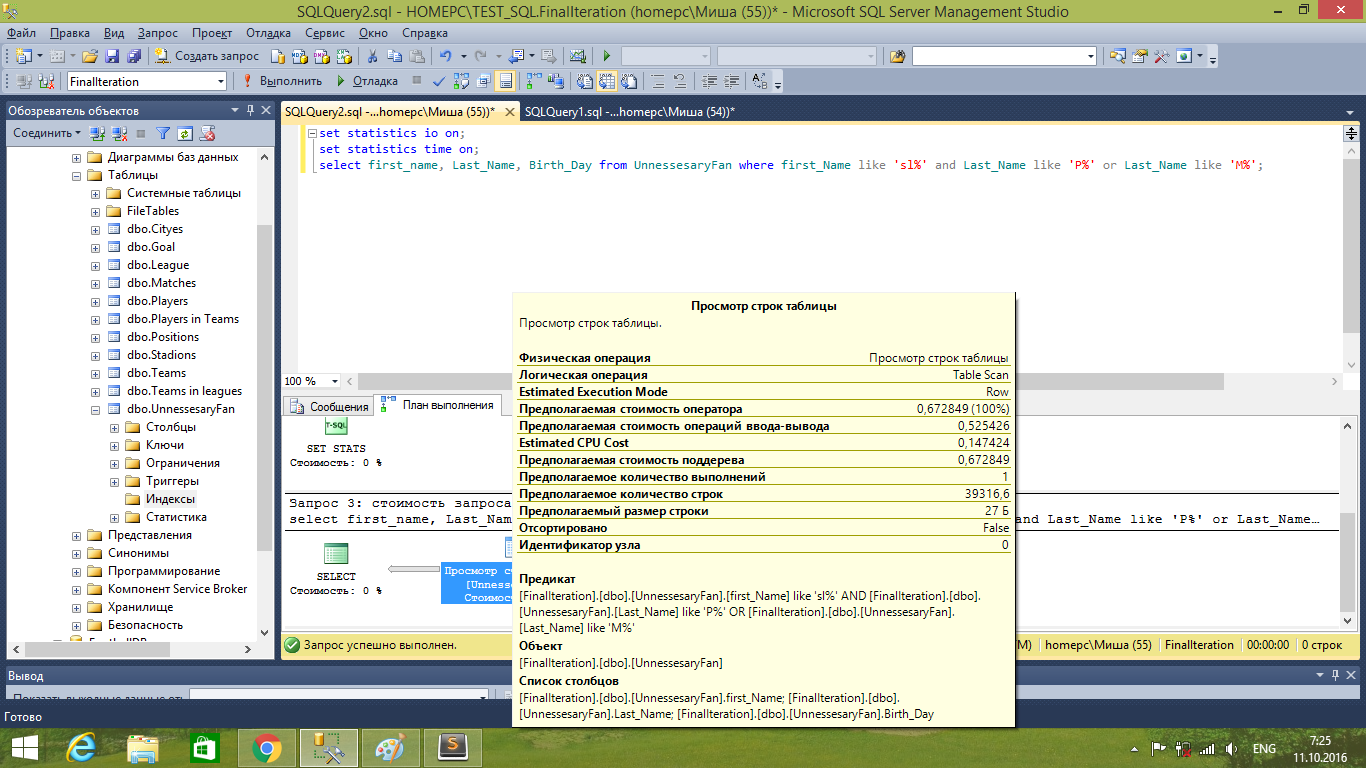 SQLQuery2.sql - HOMEPC\TEST_SQL.FinalIteration (homepc\Миша (55))* - Microsoft SQL Server Management Studio
Файл Правка Вид Запрос Проект Отладка Сервис Окно Справка
Создать запрос
FinalIteration
Выполнить Отладка
Обозреватель объектов
SQLQuery2.sql -...homepc\Миша (55))* SQLQuery1.sql -...homepc\Миша (54))*
Соединить
set statistics io on;
set statistics time on;
select first_name, Last_Name, Birth_Day from UnnessesaryFan where first_Name like 'sl%' and Last_Name like 'P%' or Last_Name like 'M%';
Диаграммы баз данных
Таблицы
Системные таблицы
FileTables
dbo.Cityes
dbo.Goal
dbo.League
dbo.Matches
dbo.Players
dbo.Players in Teams
dbo.Positions
dbo.Stadions
dbo.Teams
dbo.Teams in leagues
dbo.UnnessesaryFan
Столбцы
Ключи
Ограничения
Триггеры
Индексы
Статистика
Представления
Синонимы
Программирование
Компонент Service Broker
Хранилище
Безопасность
100 %
Сообщения План выполнения
T-SQL
SET STATS
Стоимость: 0 %
Запрос 3: стоимость запроса
select first_name, Last_Nam
and Last_Name like 'P%' or Last_Name…
SELECT
Стоимость: 0 %
Просмотр ст
[Unness
Стоимос
Просмотр строк таблицы
Просмотр строк таблицы.
Физическая операция Просмотр строк таблицы
Логическая операция Table Scan
Estimated Execution Mode Row
Предполагаемая стоимость оператора 0,672849 (100%)
Предполагаемая стоимость операций ввода-вывода 0,525426
Estimated CPU Cost 0,147424
Предполагаемая стоимость поддерева 0,672849
Предполагаемое количество выполнений 1
Предполагаемое количество строк 39316,6
Предполагаемый размер строки 27 Б
Отсортировано False
Идентификатор узла 0
Предикат
[FinalIteration].[dbo].[UnnessesaryFan].[first_Name] like 'sl%' AND [FinalIteration].[dbo].
[UnnessesaryFan].[Last_Name] like 'P%' OR [FinalIteration].[dbo].[UnnessesaryFan].
[Last_Name] like 'M%'
Объект
[FinalIteration].[dbo].[UnnessesaryFan]
Список столбцов
[FinalIteration].[dbo].[UnnessesaryFan].first_Name; [FinalIteration].[dbo].
[UnnessesaryFan].Last_Name; [FinalIteration].[dbo].[UnnessesaryFan].Birth_Day
Запрос успешно выполнен.
M) homepc\Миша (55) FinalIteration 00:00:00 0 строк
Вывод
Показать выходные данные от:
Готово
ENG
7:25
11.10.2016